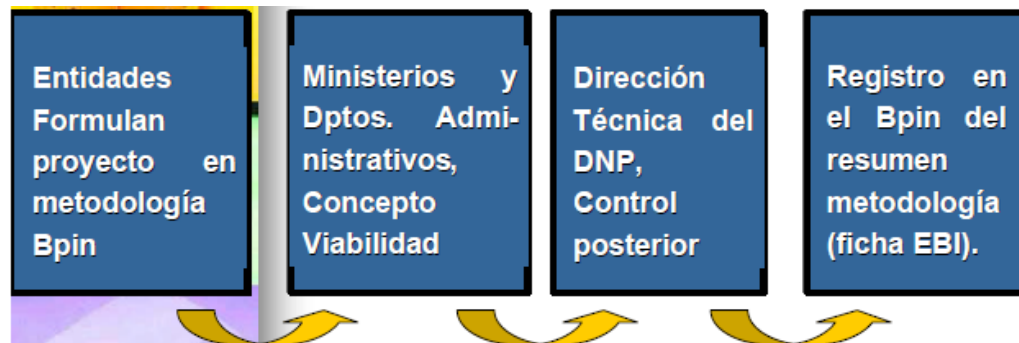 Entidades
Formulan
proyecto en
metodología
Bpin
Ministerios y
Dptos. Admi-
nistrativos,
Concepto
Viabilidad
Dirección
Técnica del
DNP,
Control
posterior
Registro en
el Bpin del
resumen
metodología
(ficha EBI).